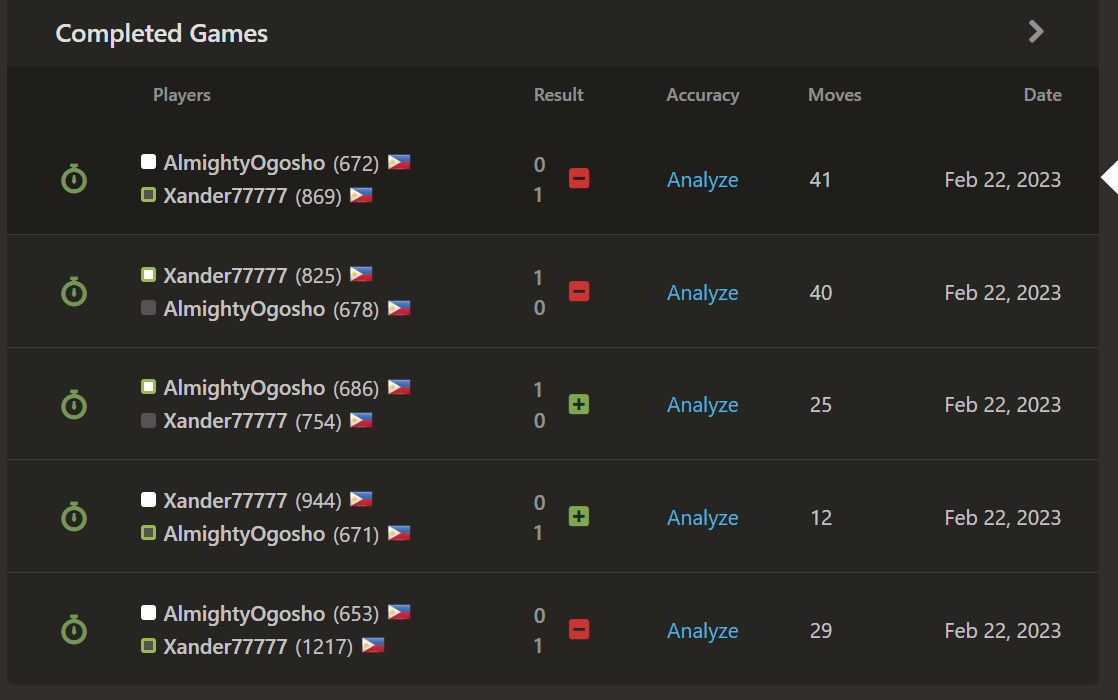 Completed Games
Players Result Accuracy Moves Date
AlmightyOgosho (672) 0
Xander77777 (869) 1
Analyze 41 Feb 22, 2023
Xander77777 (825) 1
AlmightyOgosho (678) 0
Analyze 40 Feb 22, 2023
AlmightyOgosho (686) 1
Xander77777 (754) 0
Analyze 25 Feb 22, 2023
Xander77777 (944) 0
AlmightyOgosho (671) 1
Analyze 12 Feb 22, 2023
AlmightyOgosho (653) 0
Xander77777 (1217) 1
Analyze 29 Feb 22, 2023